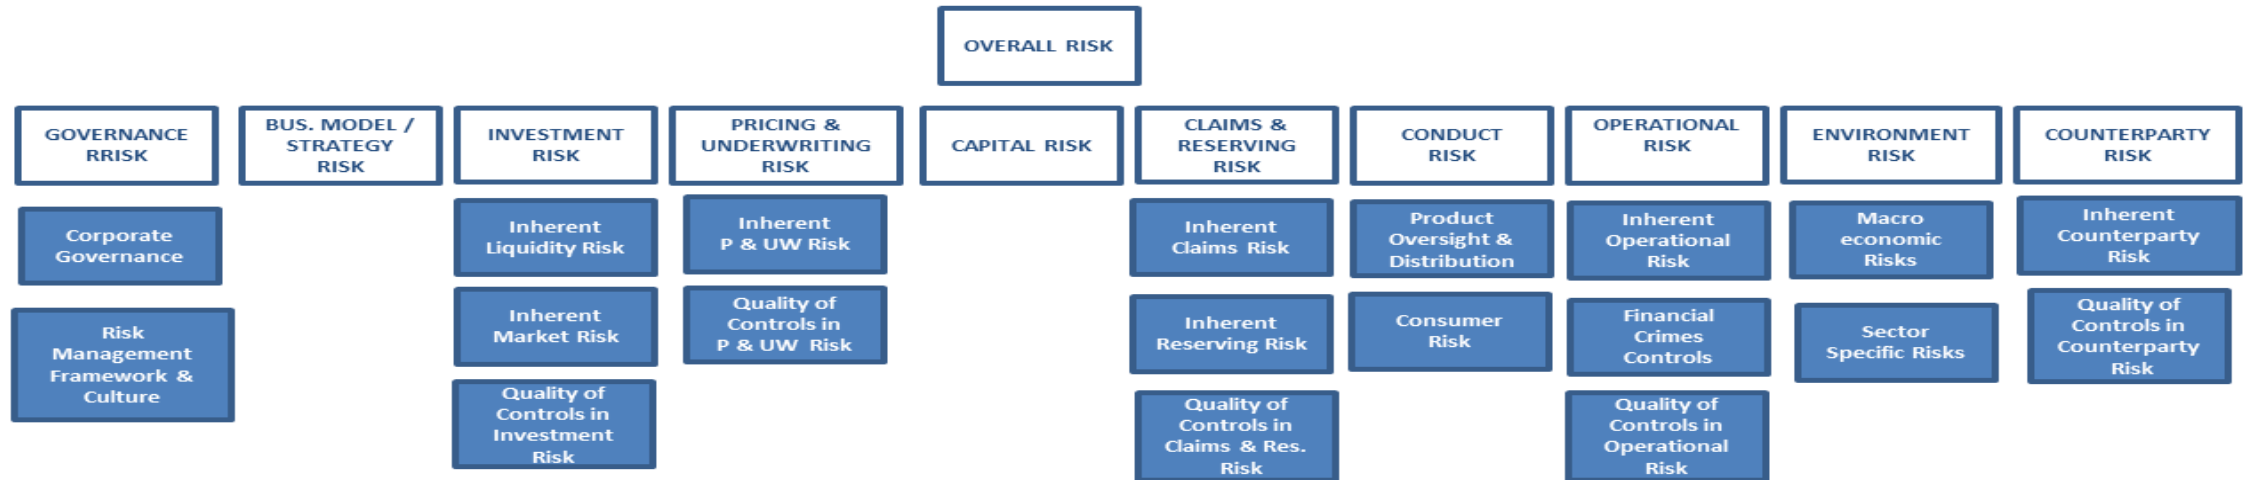 OVERALL RISK
GOVERNANCE
RRISK
BUS. MODEL /
STRATEGY
RISK
INVESTMENT
RISK
PRICING &
UNDERWRITING
RISK
CAPITAL RISK
CLAIMS &
RESERVING
RISK
CONDUCT
RISK
OPERATIONAL
RISK
ENVIRONMENT
RISK
COUNTERPARTY
RISK
Corporate
Governance
Inherent
Liquidity Risk
Inherent
P & UW Risk
Inherent
Claims Risk
Product
Oversight &
Distribution
Inherent
Operational
Risk
Macro
economic
Risks
Inherent
Counterparty
Risk
Risk
Management
Framework &
Culture
Inherent
Market Risk
Quality of
Controls in
P & UW Risk
Inherent
Reserving Risk
Consumer
Risk
Financial
Crimes
Controls
Sector
Specific Risks
Quality of
Controls in
Counterparty
Risk
Quality of
Controls in
Investment
Risk
Quality of
Controls in
Claims & Res.
Risk
Quality of
Controls in
Operational
Risk